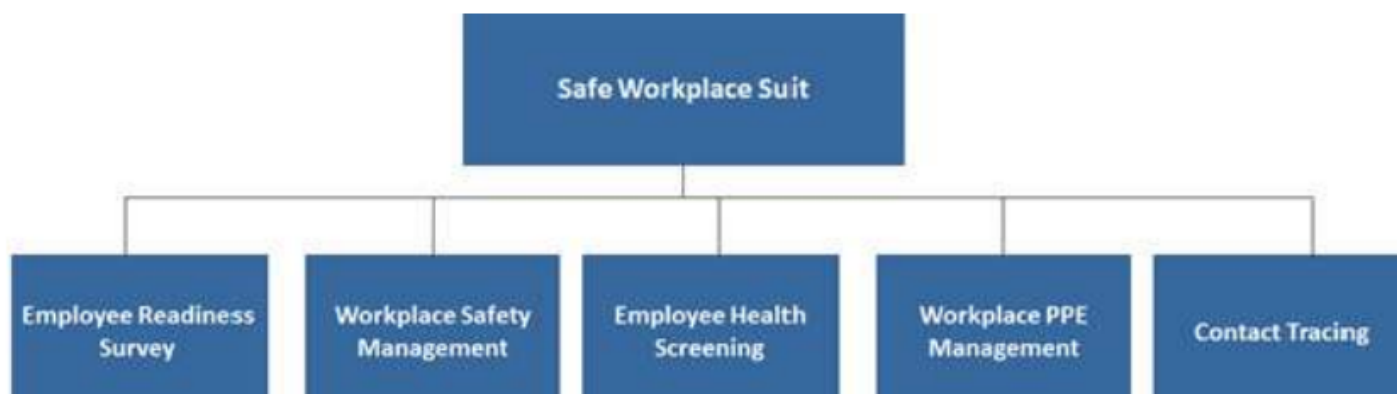 Safe Workplace Suit
Employee Readiness
Survey
Workplace Safety
Management
Employee Health
Screening
Workplace PPE
Management
Contact Tracing